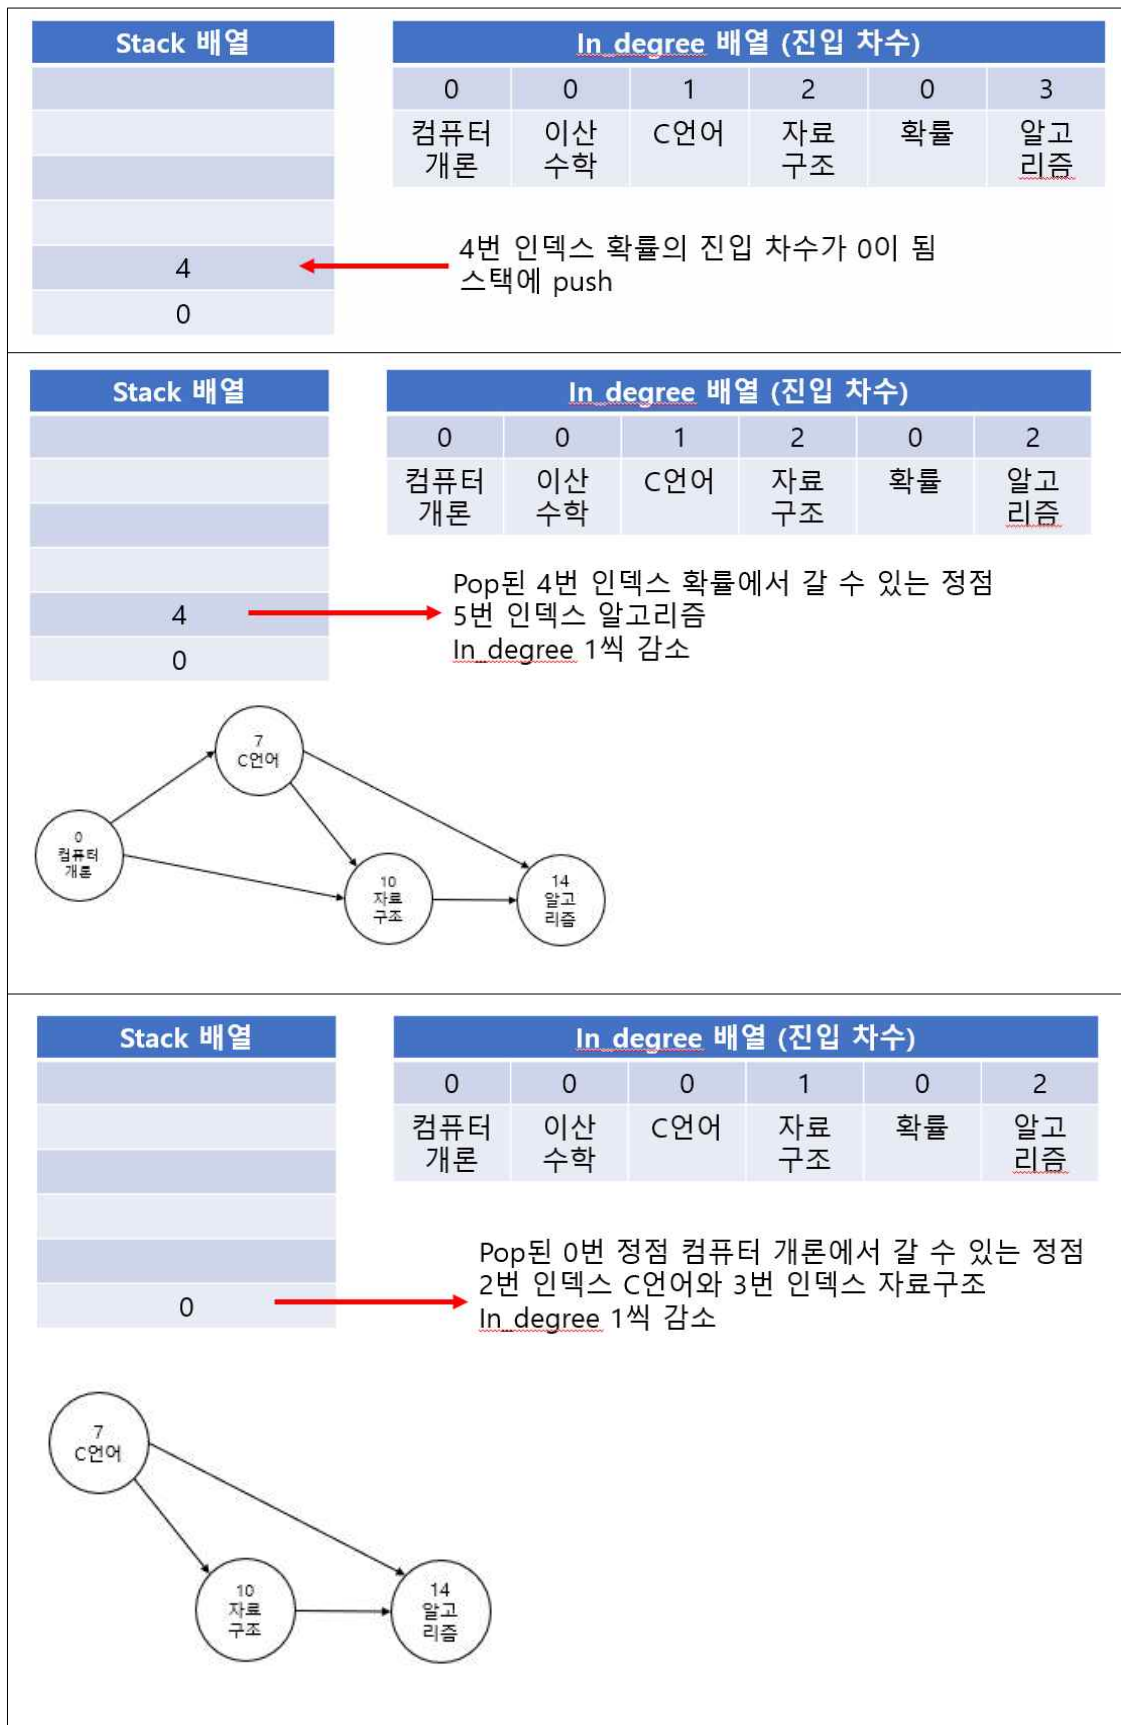 Stack 배열
In_degree 배열 (진입 차수)
0 0 1 2 0 3
컴퓨터 이산 C언어 자료 확률 알고
개론 수학 구조 리즘
4번 인덱스 확률의 진입 차수가 0이 됨
스택에 push
4
0
Stack 배열
In_degree 배열 (진입 차수)
0 0 1 2 0 2
컴퓨터 이산 C언어 자료 확률 알고
개론 수학 구조 리즘
Pop된 4번 인덱스 확률에서 갈 수 있는 정점
5번 인덱스 알고리즘
In_degree 1씩 감소
4
0
7
C언어
0
컴퓨터
개론
10
자료
구조
14
알고
리즘
Stack 배열
In_degree 배열 (진입 차수)
0 0 0 1 0 2
컴퓨터 이산 C언어 자료 확률 알고
개론 수학 구조 리즘
Pop된 0번 정점 컴퓨터 개론에서 갈 수 있는 정점
2번 인덱스 C언어와 3번 인덱스 자료구조
In_degree 1씩 감소
0
7
C언어
10
자료
구조
14
알고
리즘